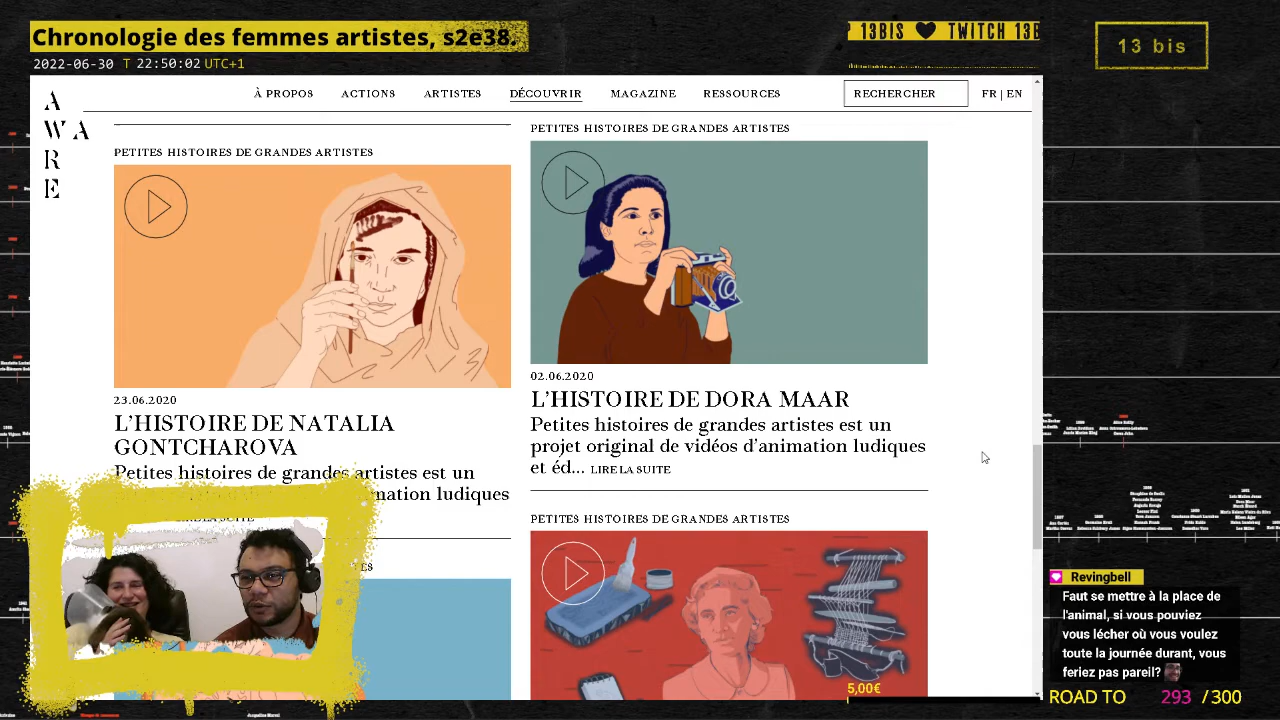 Chronologie des femmes artistes, s2e38.
2022-06-30 T 22:50:02 UTC+1
13BIS TWITCH 13B
13 bis
A
WA
R
E
À PROPOS ACTIONS ARTISTES DÉCOUVRIR MAGAZINE RESSOURCES RECHERCHER FR | EN
PETITES HISTOIRES DE GRANDES ARTISTES
23.06.2020
L'HISTOIRE DE NATALIA
GONTCHAROVA
Petites histoires de grandes artistes est un
nation ludiques
ES
PETITES HISTOIRES DE GRANDES ARTISTES
02.06.2020
L'HISTOIRE DE DORA MAAR
Petites histoires de grandes artistes est un
projet original de vidéos d'animation ludiques
et éd... LIRE LA SUITE
PETITES HISTOIRES DE GRANDES ARTISTES
5,00€
Revingbell
Faut se mettre à la place de
l'animal, si vous pouviez
vous lécher où vous voulez
toute la journée durant, vous
feriez pas pareil?
ROAD TO 293 / 300